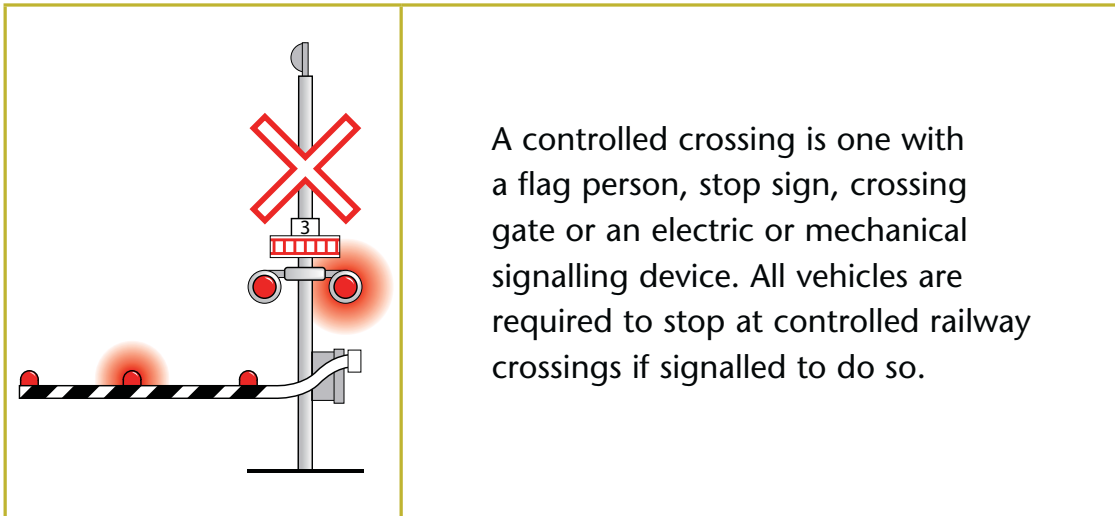 3
A controlled crossing is one with
a flag person, stop sign, crossing
gate or an electric or mechanical
signalling device. All vehicles are
required to stop at controlled railway
crossings if signalled to do so.